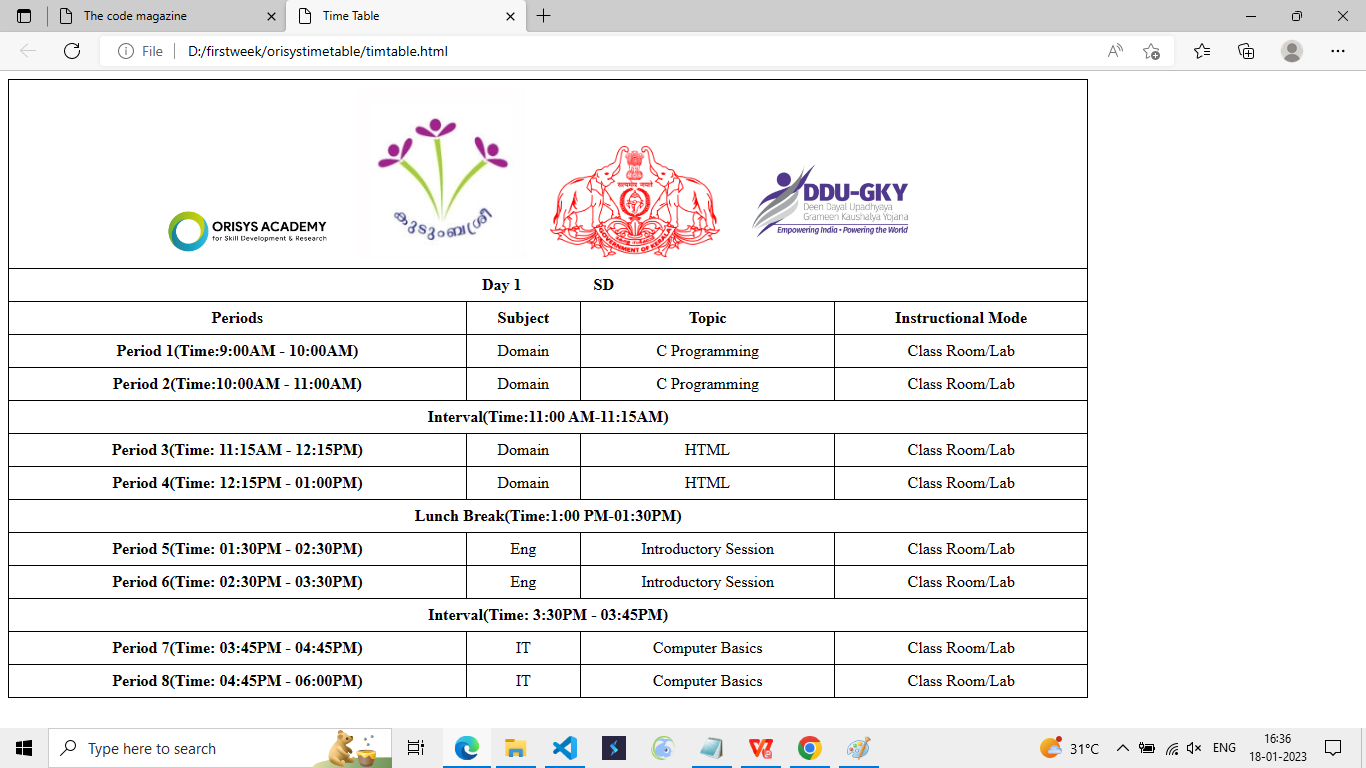 The code magazine
Time Table
File
D:/firstweek/orisystimetable/timtable.html
കുടുംബശ്രീ
सत्यमेव जयते
GOVERNMENT OF KERALA
DDU-GKY
Deen Dayal Upadhyaya
Grameen Kaushalya Yojana
Empowering India • Powering the World
ORISYS ACADEMY
for Skill Development & Research
Day 1 SD
Periods Subject Topic Instructional Mode
Period 1(Time:9:00AM - 10:00AM) Domain C Programming Class Room/Lab
Period 2(Time:10:00AM - 11:00AM) Domain C Programming Class Room/Lab
Interval(Time:11:00 AM-11:15AM)
Period 3(Time: 11:15AM - 12:15PM) Domain HTML Class Room/Lab
Period 4(Time: 12:15PM - 01:00PM) Domain HTML Class Room/Lab
Lunch Break(Time:1:00 PM-01:30PM)
Period 5(Time: 01:30PM - 02:30PM) Eng Introductory Session Class Room/Lab
Period 6(Time: 02:30PM - 03:30PM) Eng Introductory Session Class Room/Lab
Interval(Time: 3:30PM - 03:45PM)
Period 7(Time: 03:45PM - 04:45PM) IT Computer Basics Class Room/Lab
Period 8(Time: 04:45PM - 06:00PM) IT Computer Basics Class Room/Lab
Type here to search
31°C
ENG
16:36
18-01-2023